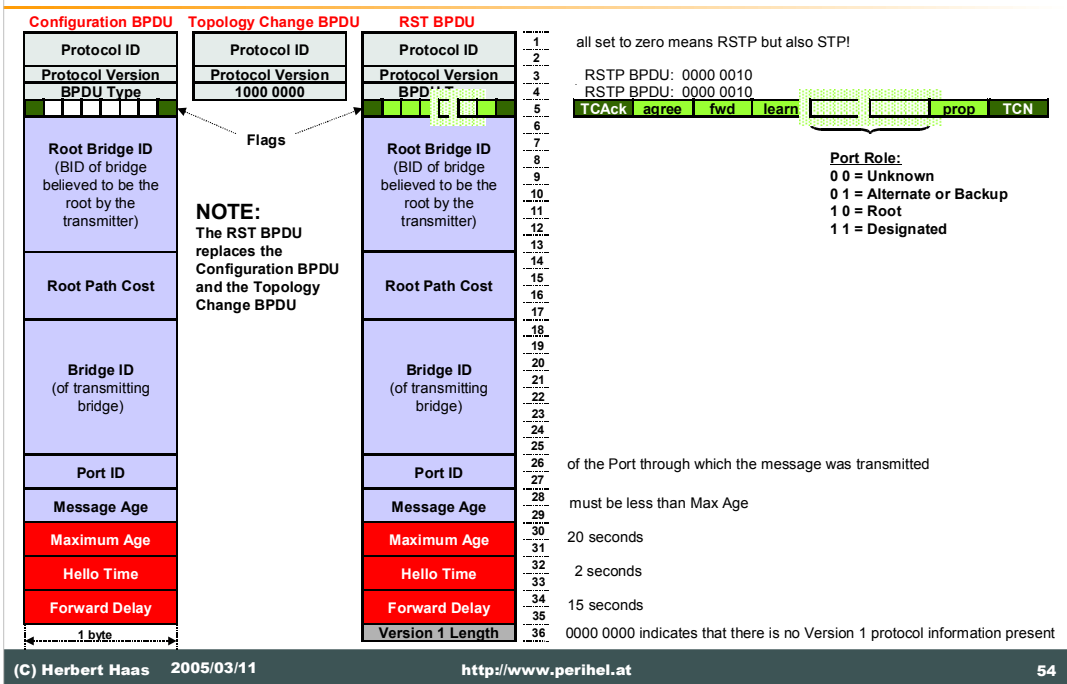 Configuration BPDU
Topology Change BPDU
RST BPDU
Protocol ID
Protocol Version
BPDU Type
Protocol ID
Protocol Version
1000 0000
Protocol ID
Protocol Version
Flags
Root Bridge ID
(BID of bridge
believed to be the
root by the
transmitter)
Root Path Cost
Bridge ID
(of transmitting
bridge)
Port ID
Message Age
Maximum Age
Hello Time
Forward Delay
1 byte
NOTE:
The RST BPDU
replaces the
Configuration BPDU
and the Topology
Change BPDU
Root Bridge ID
(BID of bridge
believed to be the
root by the
transmitter)
Root Path Cost
Bridge ID
(of transmitting
bridge)
Port ID
Message Age
Maximum Age
Hello Time
Forward Delay
Version 1 Length
1
2
3
4
5
6
7
8
9
10
11
12
13
14
15
16
17
18
19
20
21
22
23
24
25
26
27
28
29
30
31
32
33
34
35
36
all set to zero means RSTP but also STP!
RSTP BPDU: 0000 0010
RSTP BPDU: 0000 0010
TCAck agree fwd learn prop TCN
Port Role:
0 0 = Unknown
0 1 = Alternate or Backup
1 0 = Root
1 1 = Designated
of the Port through which the message was transmitted
must be less than Max Age
20 seconds
2 seconds
15 seconds
0000 0000 indicates that there is no Version 1 protocol information present
(C) Herbert Haas 2005/03/11
http://www.perihel.at
54